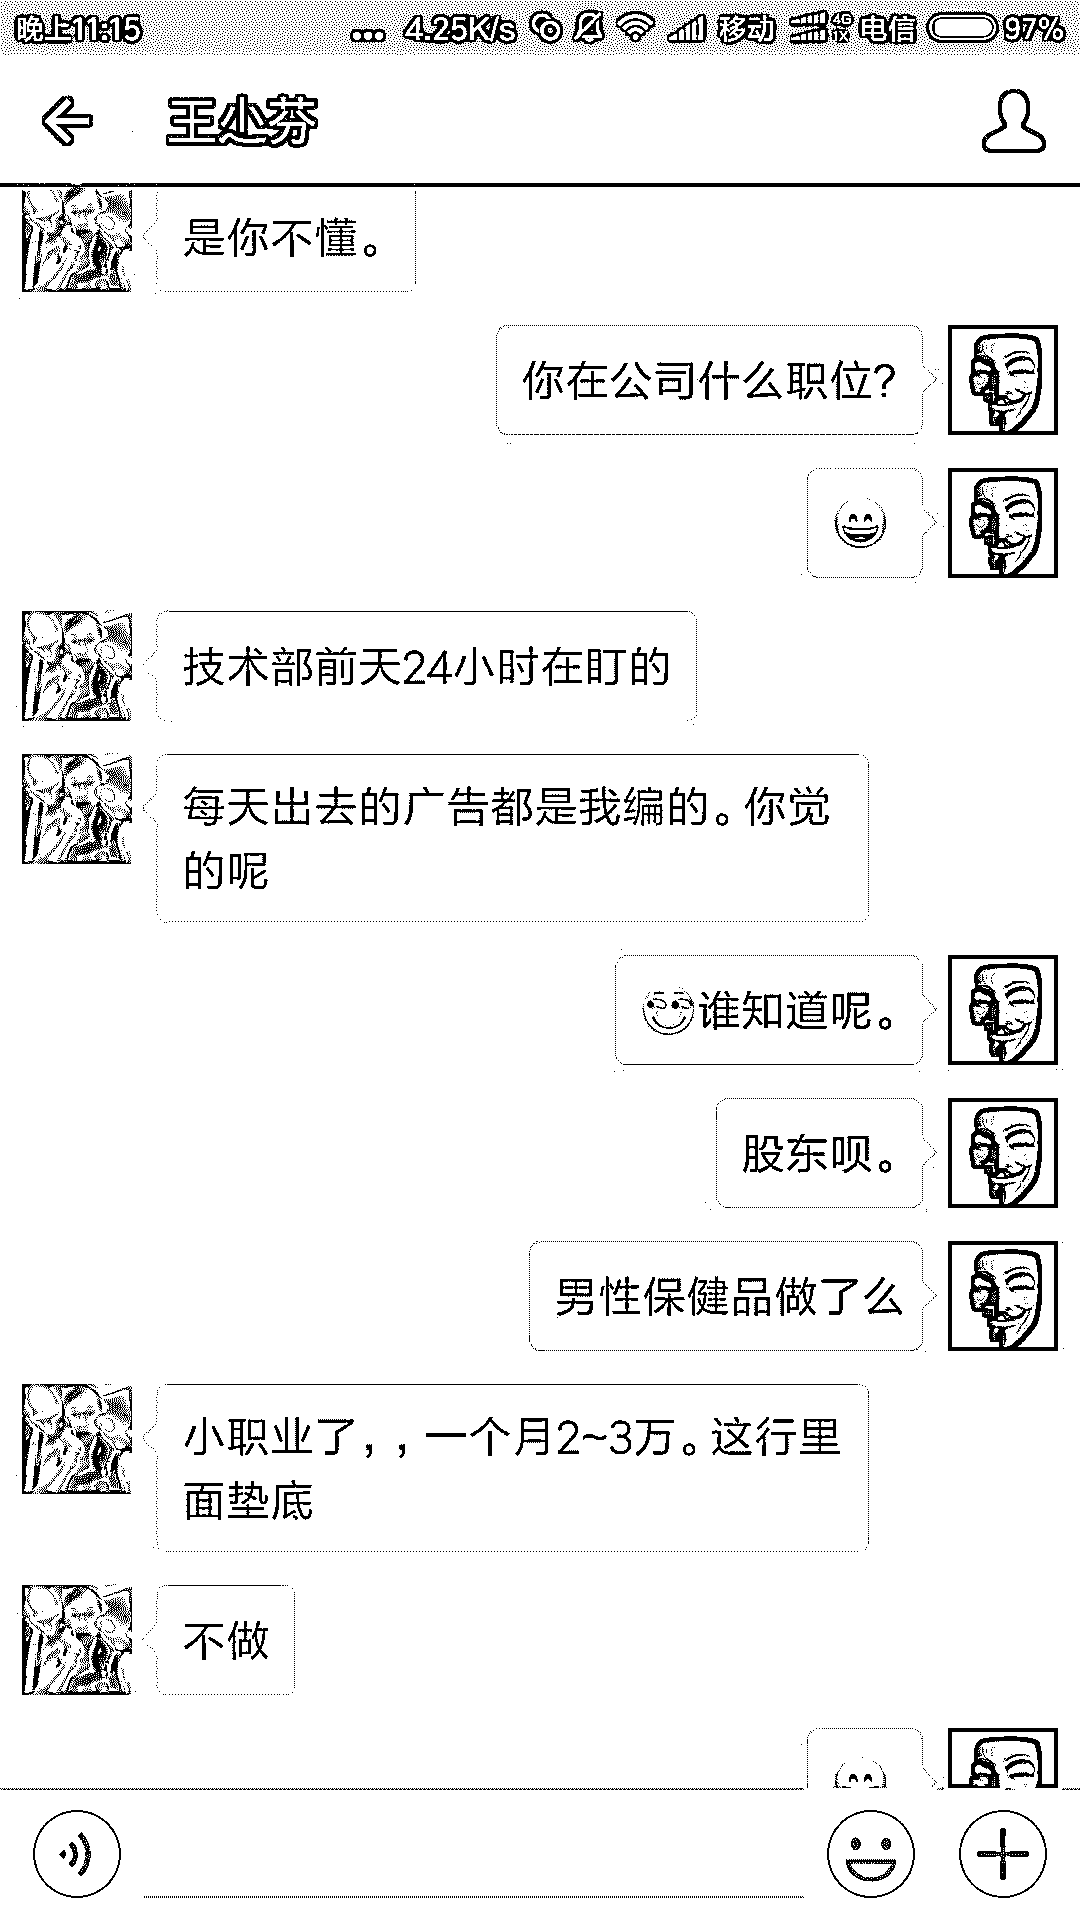 晚上11:15 ... 4.25K/s 移动 4G 1X 电信 97%
王小芬
是你不懂。
你在公司什么职位?
技术部前天24小时在盯的
每天出去的广告都是我编的。你觉
的呢
谁知道呢。
股东呗。
男性保健品做了么
小职业了，，一个月2~3万。这行里
面垫底
不做